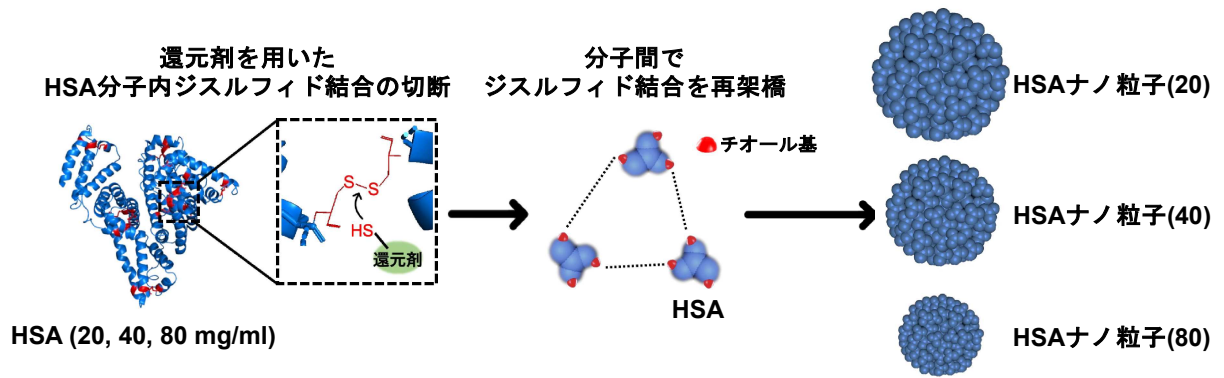 還元剤を用いた
HSA分子内ジスルフィド結合の切断
S
S
HS
還元剤
HSA (20, 40, 80 mg/ml)
分子間で
ジスルフィド結合を再架橋
チオール基
HSA
HSAナノ粒子(20)
HSAナノ粒子(40)
HSAナノ粒子(80)